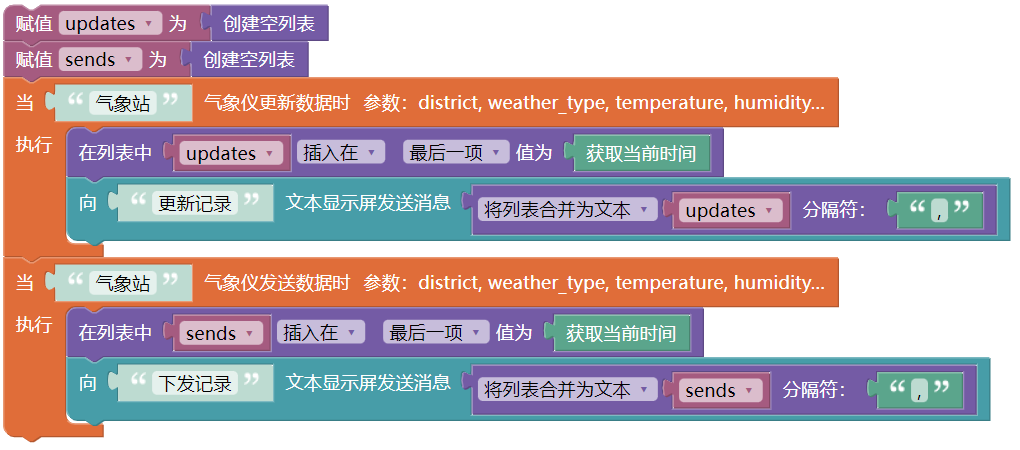 赋值 updates 为 创建空列表
赋值 sends 为 创建空列表
当 “ 气象站 ” 气象仪更新数据时 参数：district, weather_type, temperature, humidity...
执行 在列表中 updates 插入在 最后一项 值为 获取当前时间
向 “ 更新记录 ” 文本显示屏发送消息 将列表合并为文本 updates 分隔符： “ , ”
当 “ 气象站 ” 气象仪发送数据时 参数：district, weather_type, temperature, humidity...
执行 在列表中 sends 插入在 最后一项 值为 获取当前时间
向 “ 下发记录 ” 文本显示屏发送消息 将列表合并为文本 sends 分隔符： “ , ”